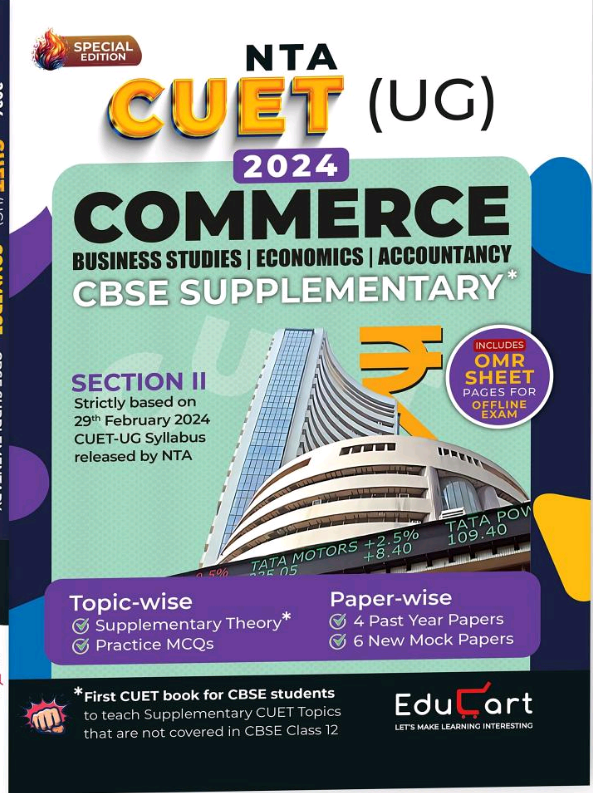 SPECIAL
EDITION
NTA
CUET (UG)
2024
COMMERCE
BUSINESS STUDIES | ECONOMICS | ACCOUNTANCY
CBSE SUPPLEMENTARY*
INCLUDES
OMR
SHEET
PAGES FOR
OFFLINE
EXAM
SECTION II
Strictly based on
29th February 2024
CUET-UG Syllabus
released by NTA
₹
TATA MOTORS +2.5%
+8.40
TATA POW
109.40
Topic-wise
Supplementary Theory*
Practice MCQs
Paper-wise
4 Past Year Papers
6 New Mock Papers
*First CUET book for CBSE students
to teach Supplementary CUET Topics
that are not covered in CBSE Class 12
EduCart
LET'S MAKE LEARNING INTERESTING